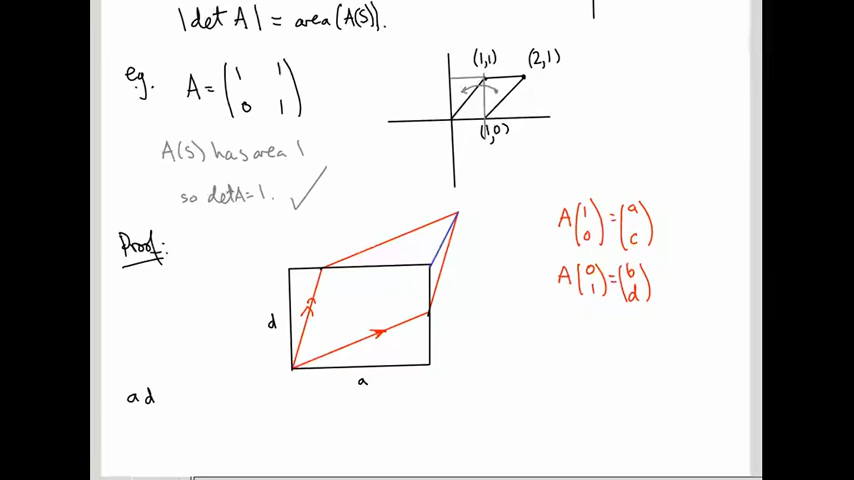 |det A| = area(A(S)).
e.g. A = ( 1 1
0 1 )
(1,1) (2,1)
(1,0)
A(S) has area 1
so det A = 1. ✓
Proof:
A ( 1 0 ) = ( a c )
A ( 0 1 ) = ( b d )
d
a
ad